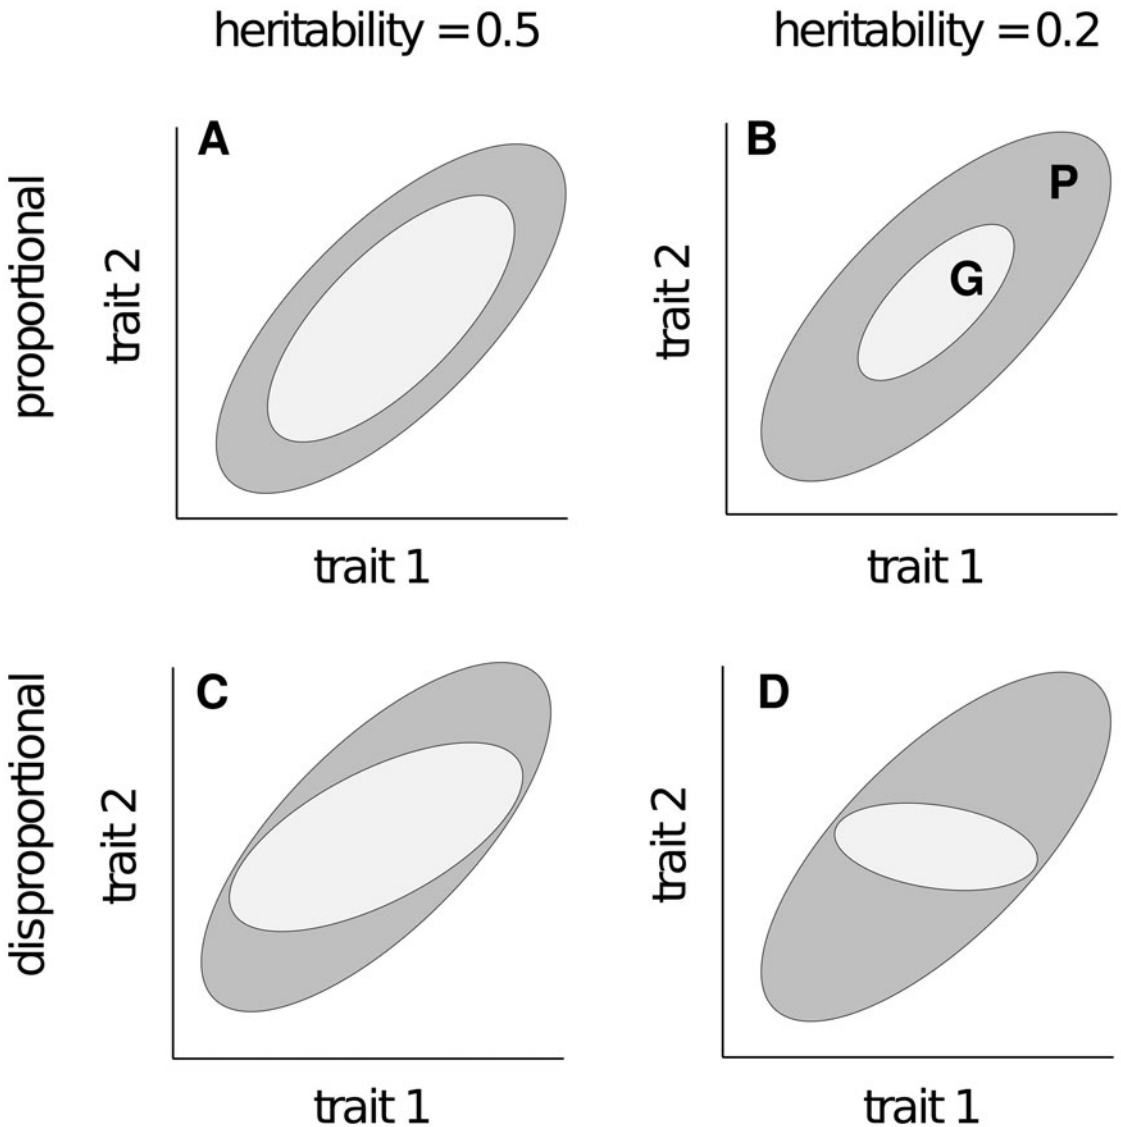 heritability = 0.5
heritability = 0.2
proportional
A
trait 2
trait 1
B
P
G
trait 2
trait 1
disproportional
C
trait 2
trait 1
D
trait 2
trait 1